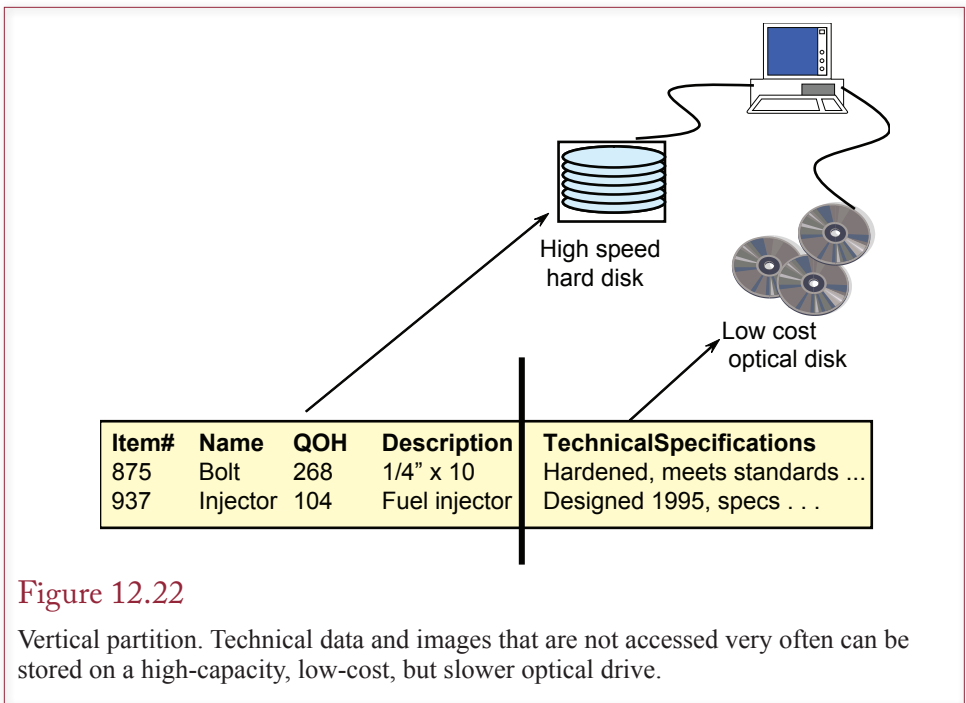 High speed
hard disk
Low cost
optical disk
Item# Name QOH Description TechnicalSpecifications
875 Bolt 268 1/4” x 10 Hardened, meets standards ...
937 Injector 104 Fuel injector Designed 1995, specs . . .
Figure 12.22
Vertical partition. Technical data and images that are not accessed very often can be
stored on a high-capacity, low-cost, but slower optical drive.